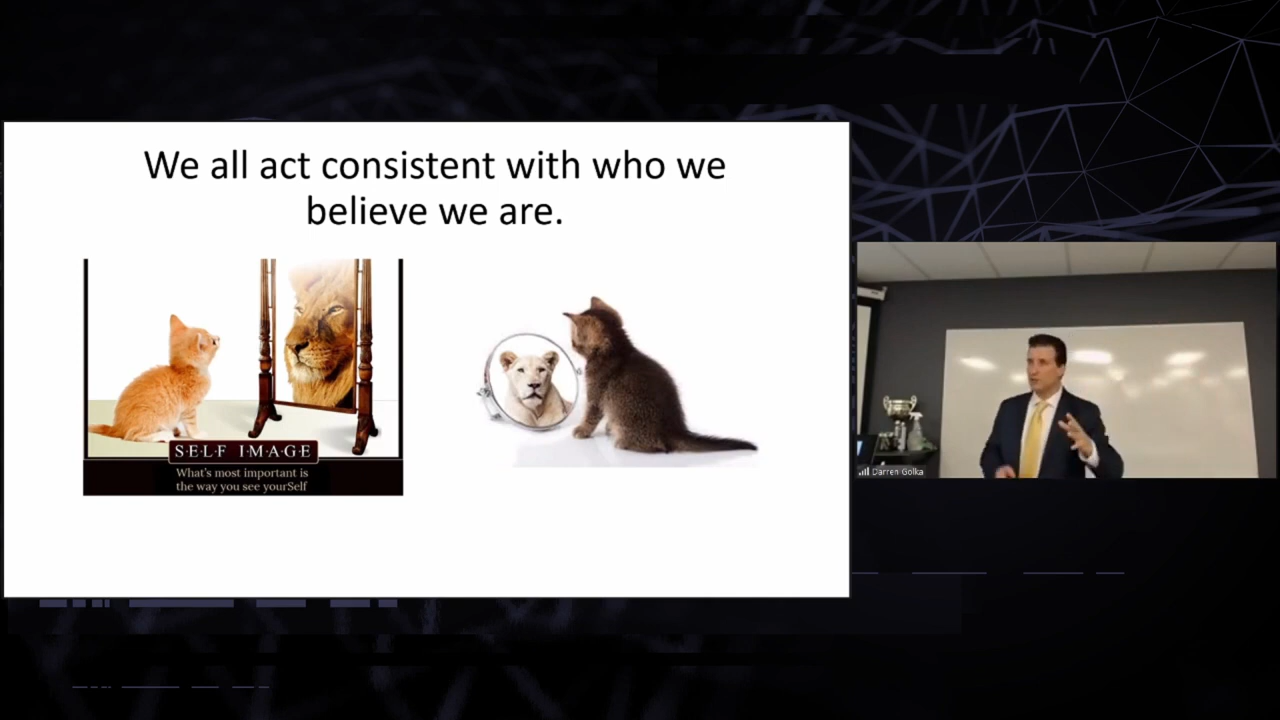 We all act consistent with who we
believe we are.
SELF IMAGE
What's most important is
the way you see yourSelf
Darren Golka